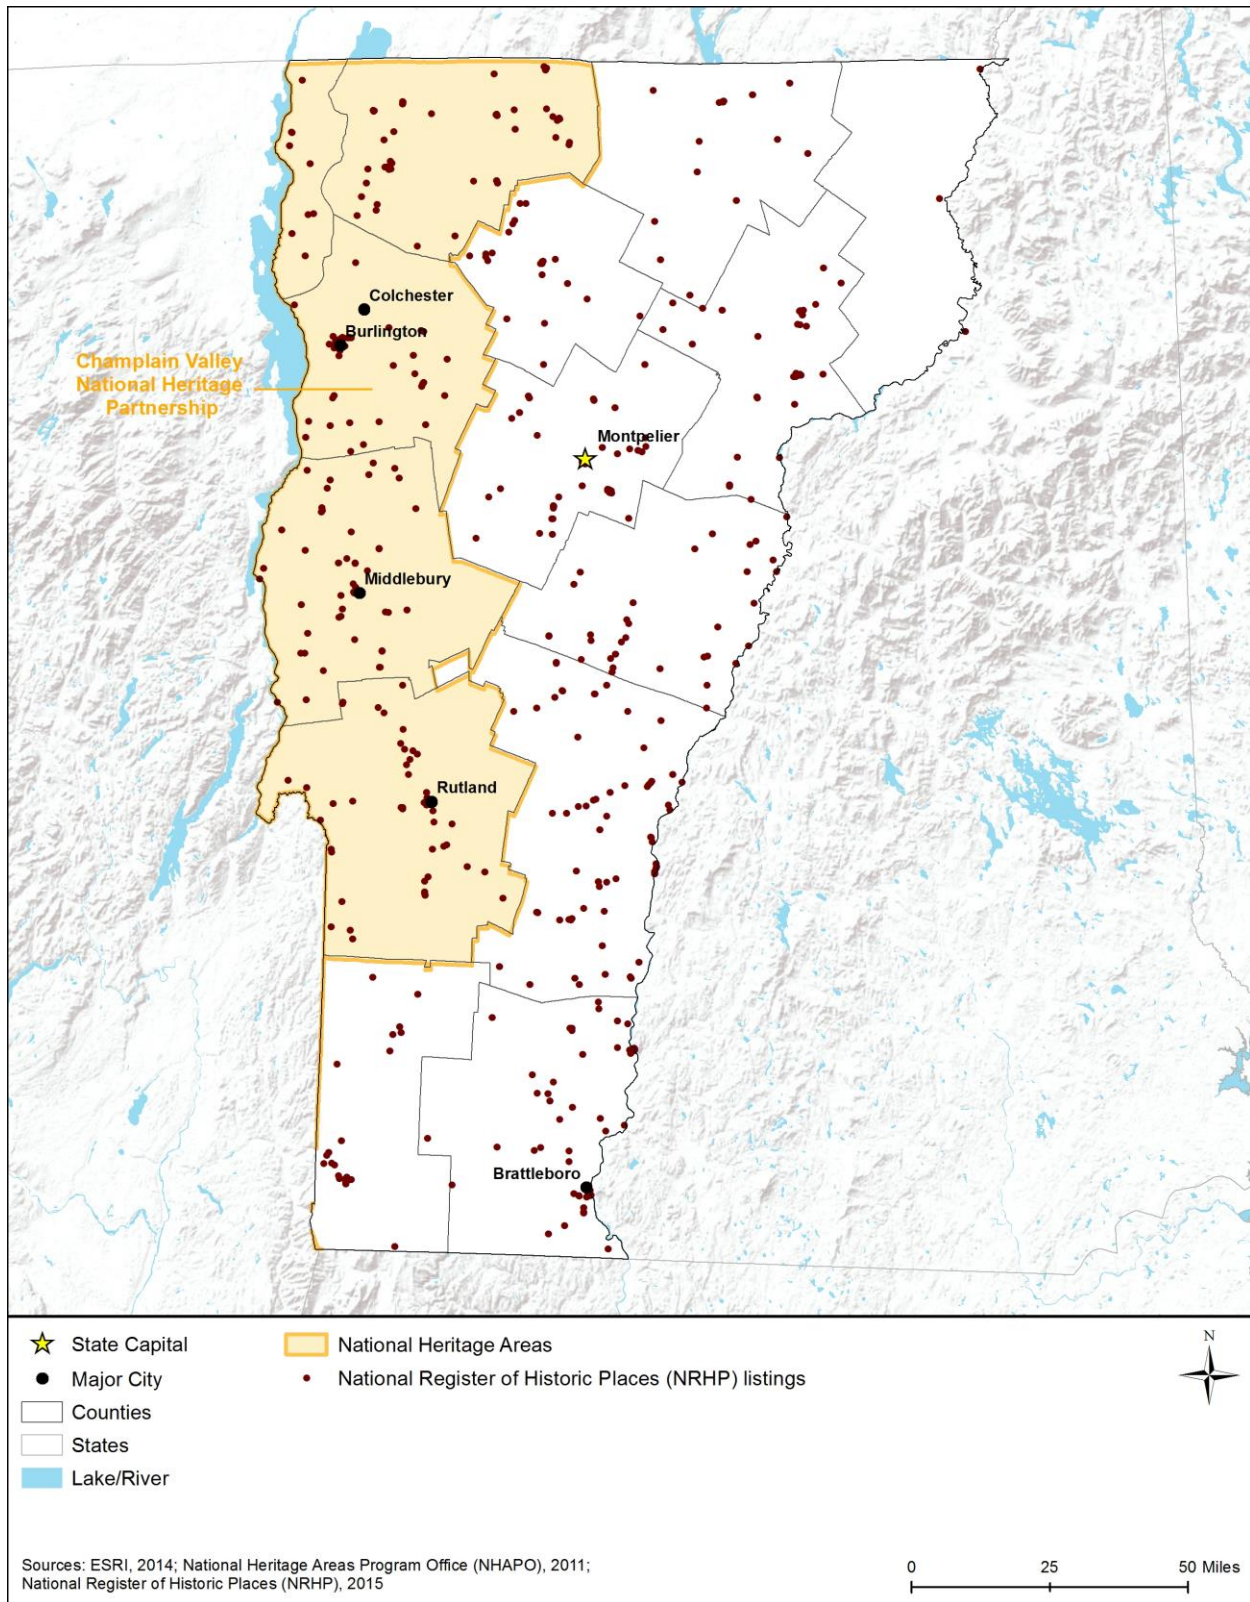 Colchester
Burlington
Champlain Valley
National Heritage
Partnership
Montpelier
Middlebury
Rutland
Brattleboro
State Capital
National Heritage Areas
N
Major City
National Register of Historic Places (NRHP) listings
Counties
States
Lake/River
Sources: ESRI, 2014; National Heritage Areas Program Office (NHAPO), 2011;
National Register of Historic Places (NRHP), 2015
0 25 50 Miles